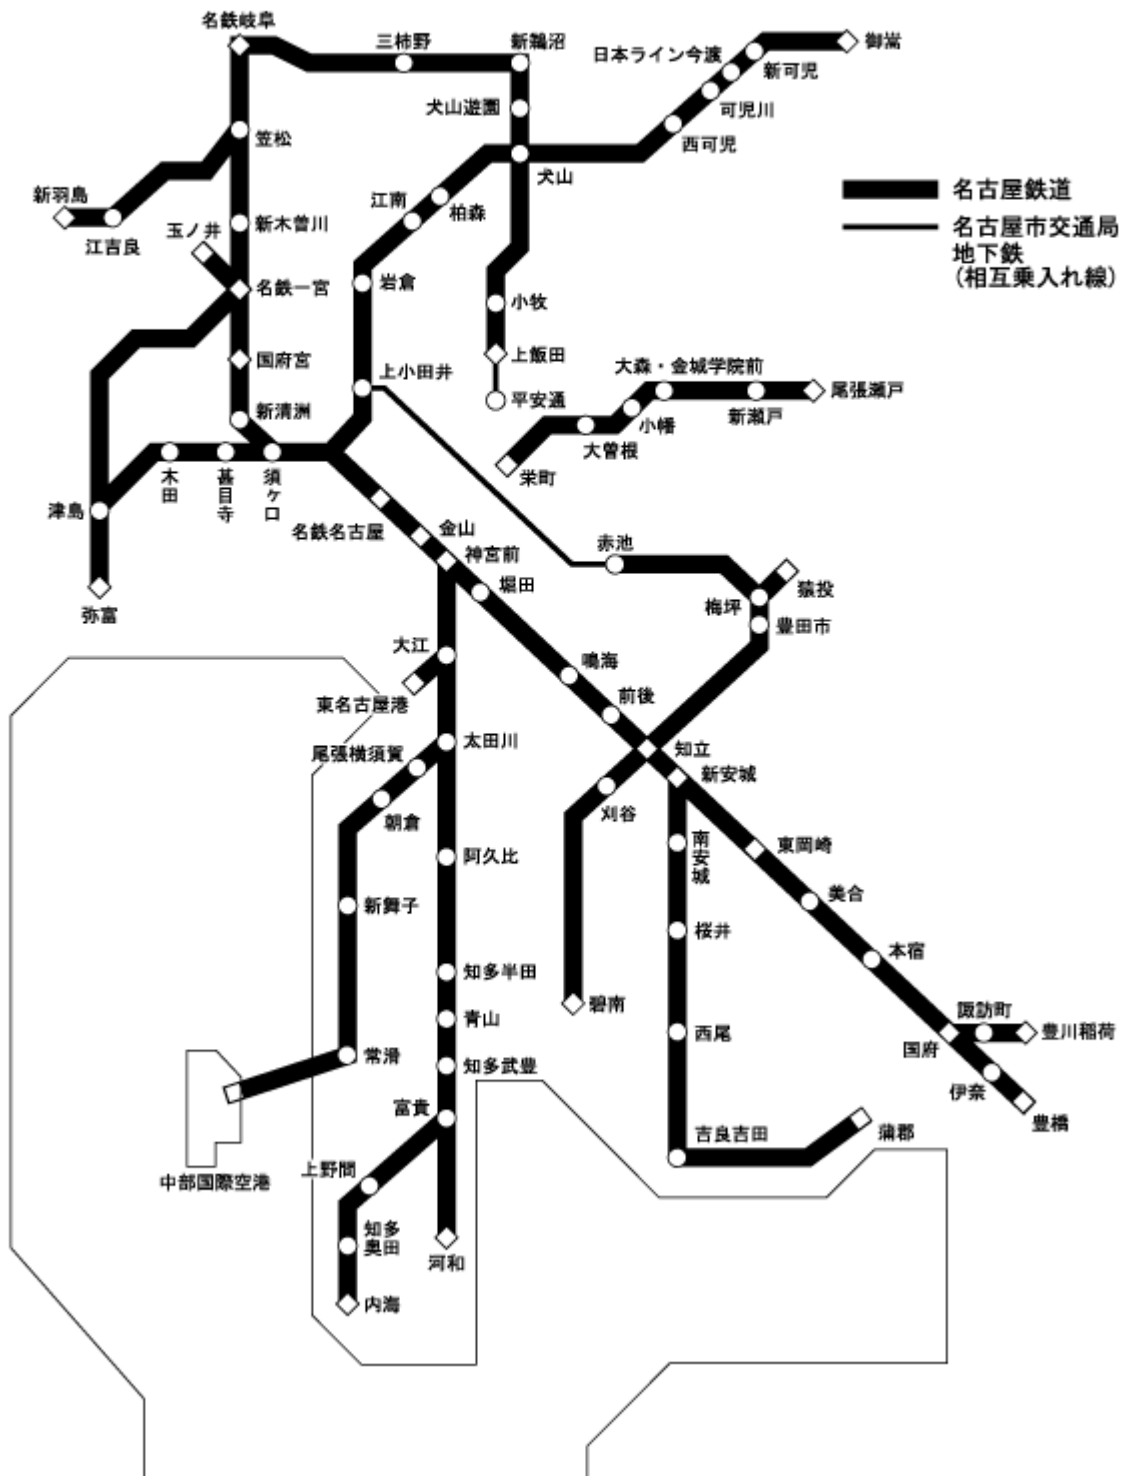 名鉄岐阜
三柿野
新鵜沼
日本ライン今渡
御嵩
新可児
犬山遊園
可児川
笠松
西可児
犬山
新羽島
江南
柏森
名古屋鉄道
江吉良
玉ノ井
新木曽川
名古屋市交通局
地下鉄
(相互乗入れ線)
名鉄一宮
岩倉
小牧
国府宮
上飯田
上小田井
大森・金城学院前
尾張瀬戸
平安通
新清洲
小幡
新瀬戸
大曽根
栄町
木田
甚目寺
須ヶ口
津島
名鉄名古屋
金山
神宮前
赤池
堀田
猿投
梅坪
弥富
豊田市
大江
鳴海
前後
東名古屋港
太田川
尾張横須賀
知立
新安城
刈谷
朝倉
南安城
東岡崎
阿久比
美合
新舞子
桜井
本宿
知多半田
碧南
諏訪町
青山
西尾
豊川稲荷
国府
常滑
知多武豊
伊奈
富貴
豊橋
吉良吉田
蒲郡
上野間
中部国際空港
知多
奥田
河和
内海